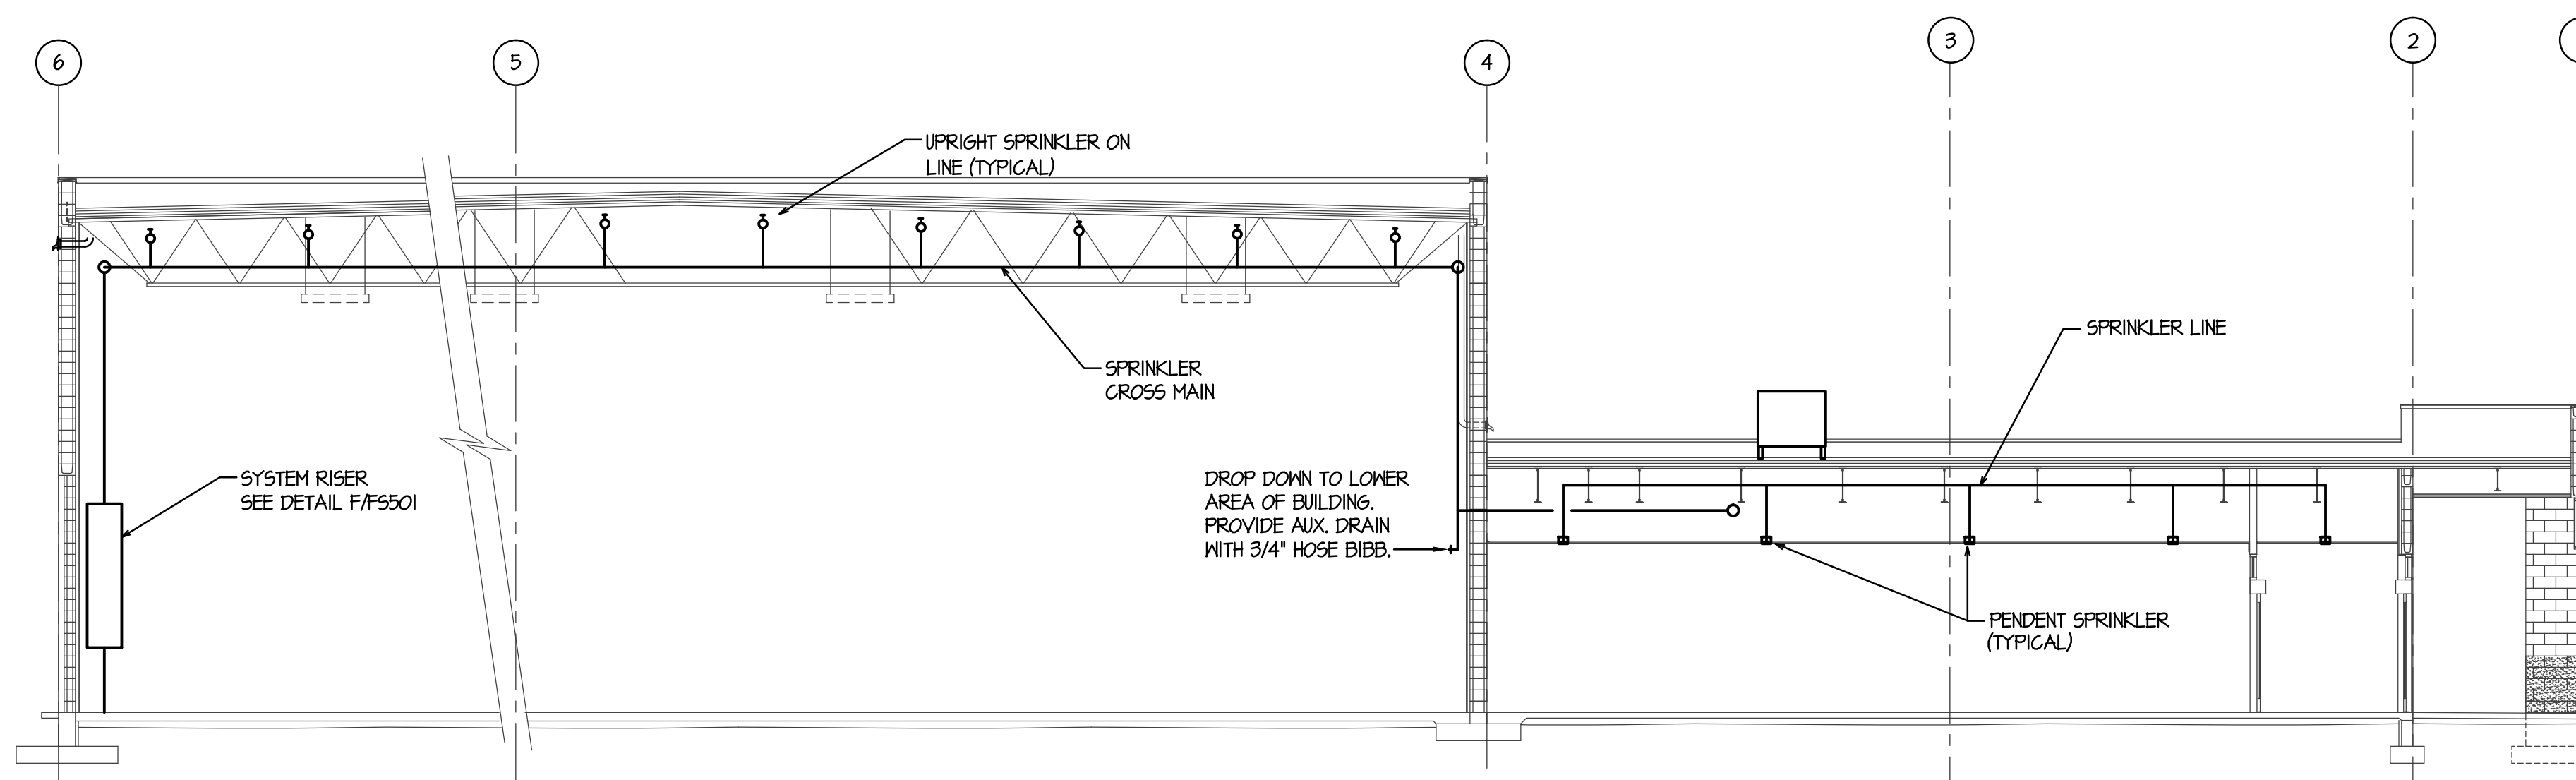 6
5
4
3
2
UPRIGHT SPRINKLER ON
LINE (TYPICAL)
SPRINKLER LINE
SPRINKLER
CROSS MAIN
SYSTEM RISER
SEE DETAIL F/FS501
DROP DOWN TO LOWER
AREA OF BUILDING.
PROVIDE AUX. DRAIN
WITH 3/4" HOSE BIBB.
PENDENT SPRINKLER
(TYPICAL)